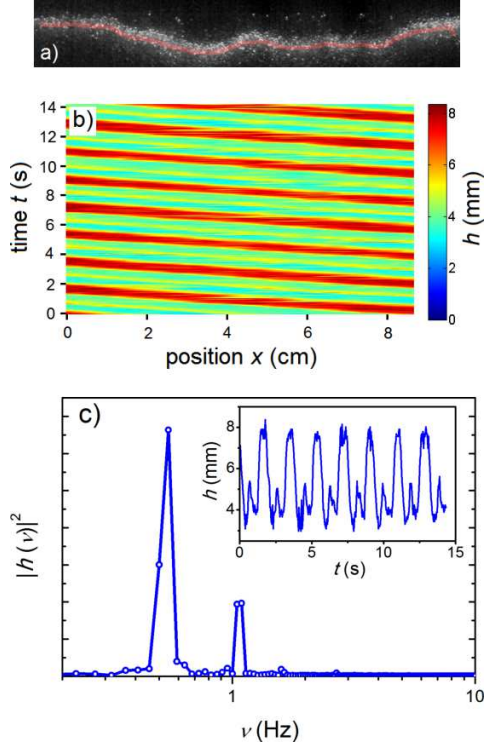 a)
b)
14
12
10
8
6
4
2
0
time t (s)
0 2 4 6 8
position x (cm)
8
6
4
2
0
h (mm)
c)
|h(ν)|²
8
6
4
h (mm)
0 5 10 15
t (s)
1 10
ν (Hz)